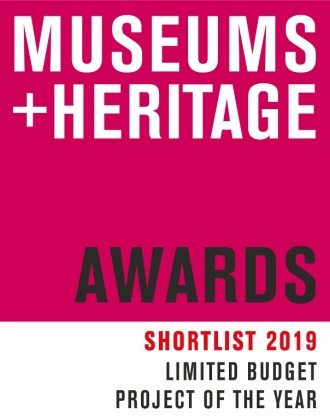 MUSEUMS
+HERITAGE
AWARDS
SHORTLIST 2019
LIMITED BUDGET
PROJECT OF THE YEAR